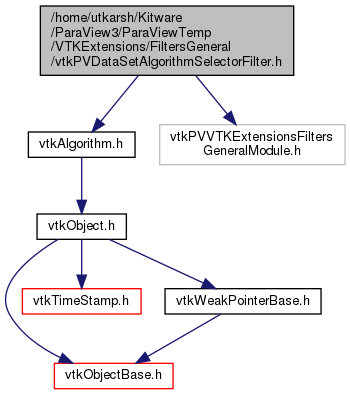 /home/utkarsh/Kitware
/ParaView3/ParaViewTemp
/VTKExtensions/FiltersGeneral
/vtkPVDataSetAlgorithmSelectorFilter.h
vtkAlgorithm.h
vtkPVVTKExtensionsFilters
GeneralModule.h
vtkObject.h
vtkTimeStamp.h
vtkWeakPointerBase.h
vtkObjectBase.h